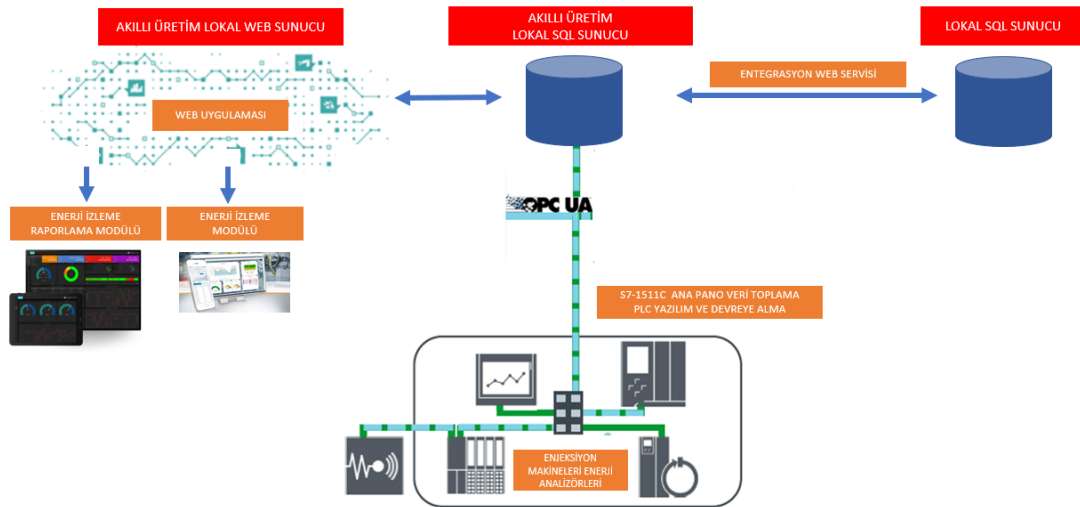 AKILLI ÜRETİM LOKAL WEB SUNUCU
AKILLI ÜRETİM
LOKAL SQL SUNUCU
LOKAL SQL SUNUCU
ENTEGRASYON WEB SERVİSİ
WEB UYGULAMASI
OPC UA
ENERJİ İZLEME
RAPORLAMA MODÜLÜ
ENERJİ İZLEME
MODÜLÜ
S7-1511C ANA PANO VERİ TOPLAMA
PLC YAZILIM VE DEVREYE ALMA
ENJEKSİYON
MAKİNELERİ ENERJİ
ANALİZÖRLERİ